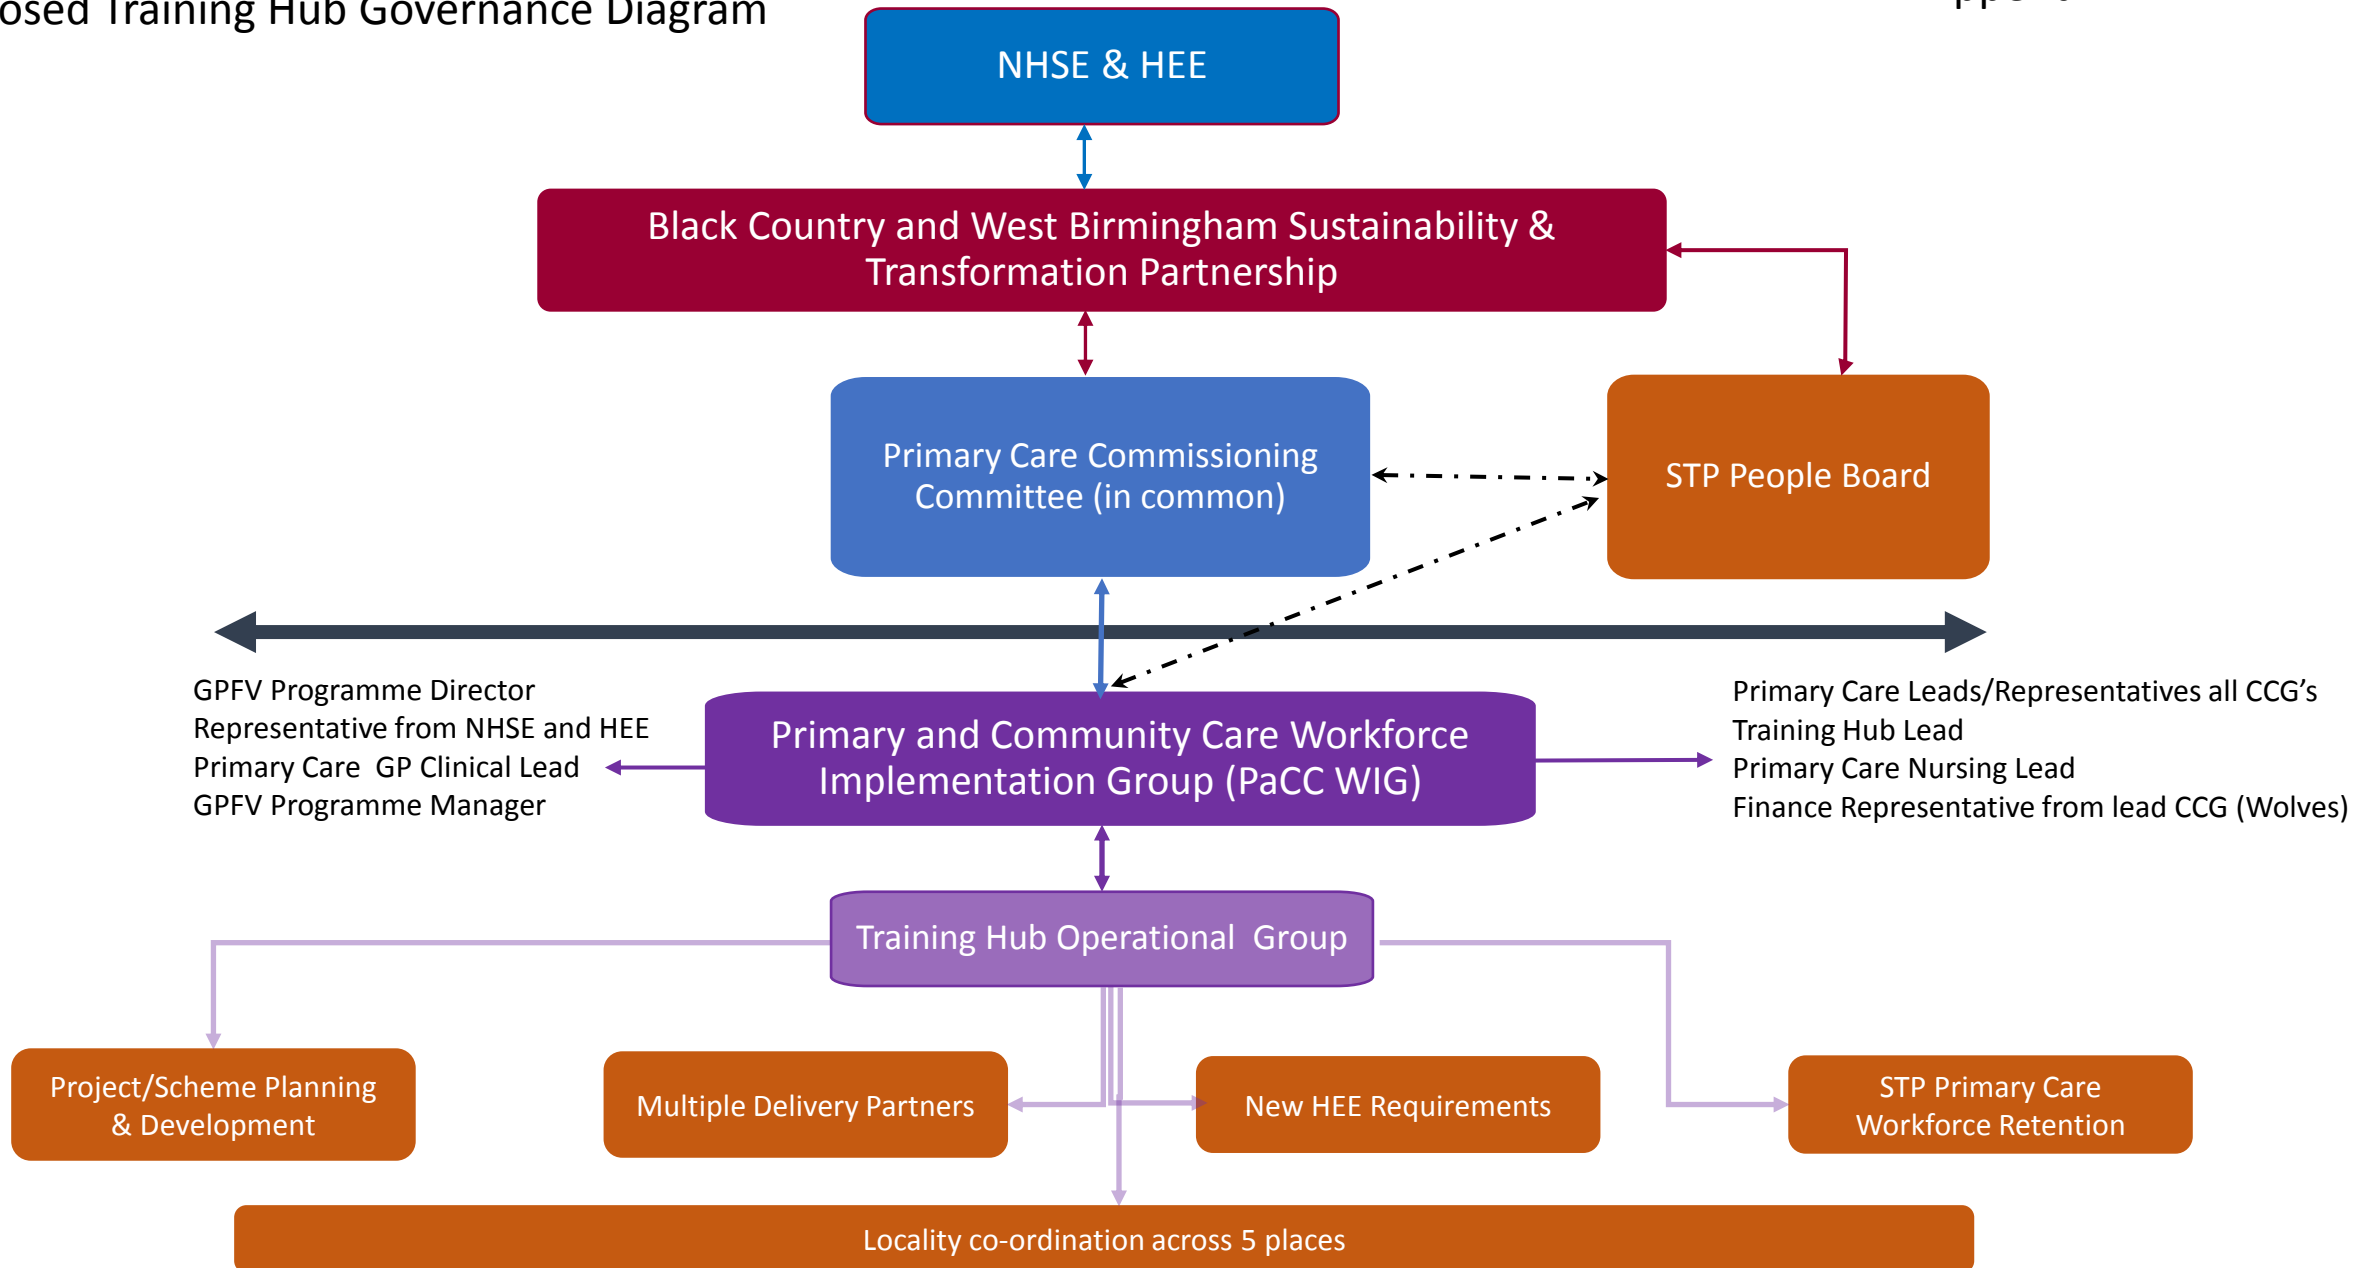 Training Hub Governance Diagram
NHSE & HEE
Black Country and West Birmingham Sustainability &
Transformation Partnership
Primary Care Commissioning
Committee (in common)
STP People Board
GPFV Programme Director
Representative from NHSE and HEE
Primary Care GP Clinical Lead
GPFV Programme Manager
Primary and Community Care Workforce
Implementation Group (PaCC WIG)
Primary Care Leads/Representatives all CCG's
Training Hub Lead
Primary Care Nursing Lead
Finance Representative from lead CCG (Wolves)
Training Hub Operational Group
Project/Scheme Planning
& Development
Multiple Delivery Partners
New HEE Requirements
STP Primary Care
Workforce Retention
Locality co-ordination across 5 places